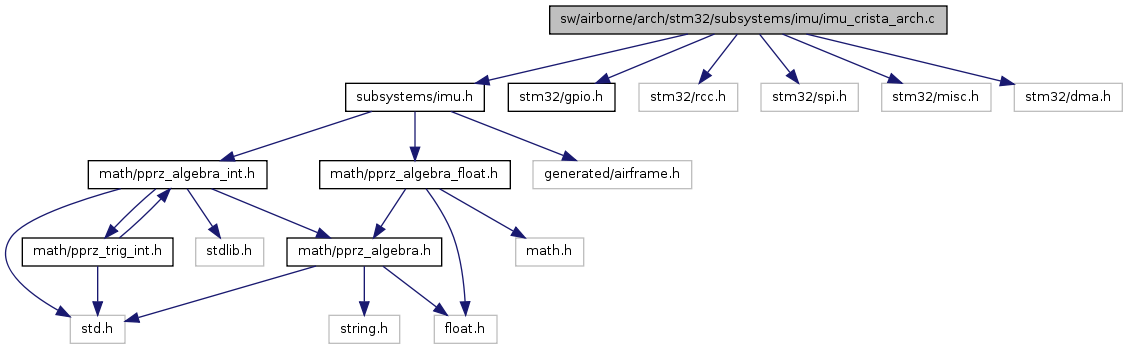 sw/airborne/arch/stm32/subsystems/imu/imu_crista_arch.c
subsystems/imu.h
stm32/gpio.h
stm32/rcc.h
stm32/spi.h
stm32/misc.h
stm32/dma.h
math/pprz_algebra_int.h
math/pprz_algebra_float.h
generated/airframe.h
math/pprz_trig_int.h
stdlib.h
math/pprz_algebra.h
math.h
std.h
string.h
float.h